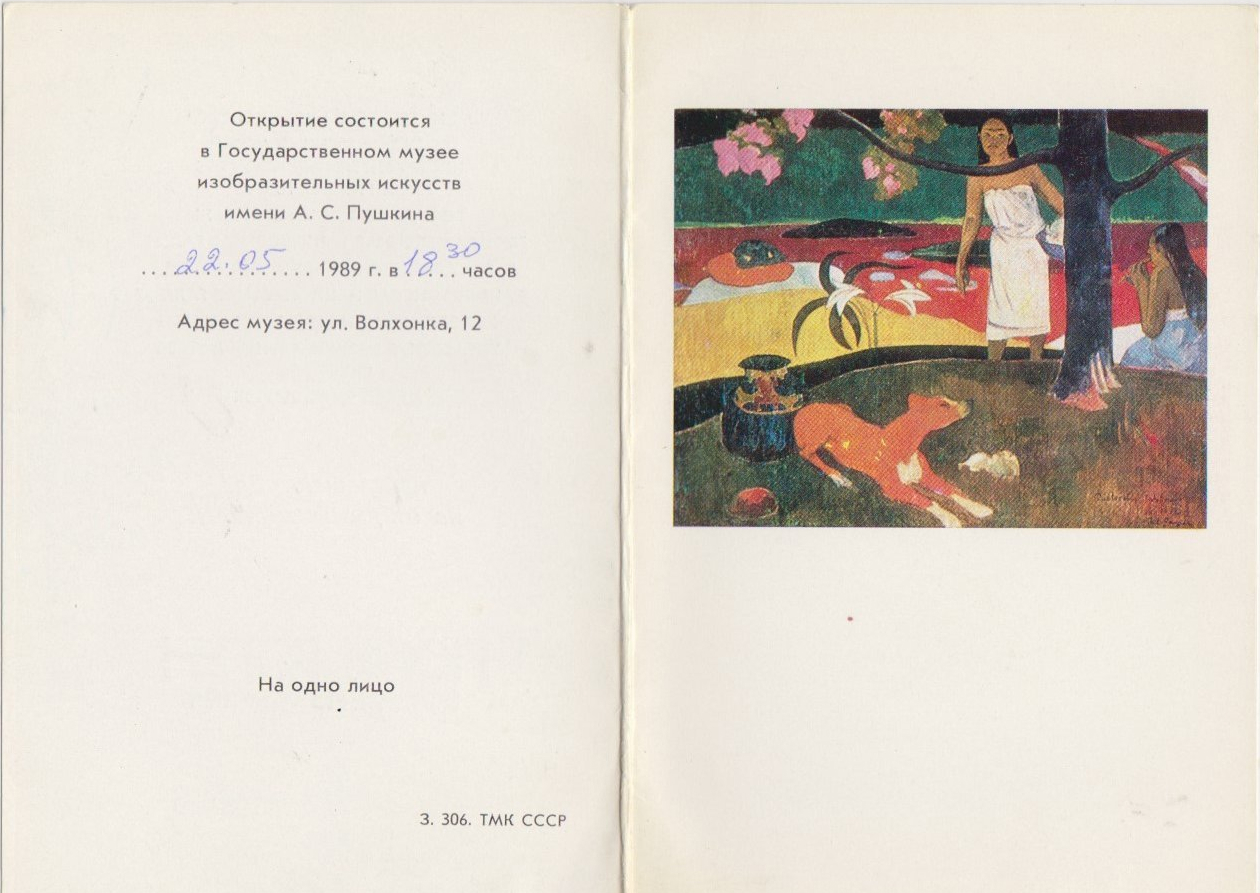 Открытие состоится
в Государственном музее
изобразительных искусств
имени А. С. Пушкина
....22.05.... 1989 г. в 18 30... часов
Адрес музея: ул. Волхонка, 12
На одно лицо
З. 306. ТМК СССР